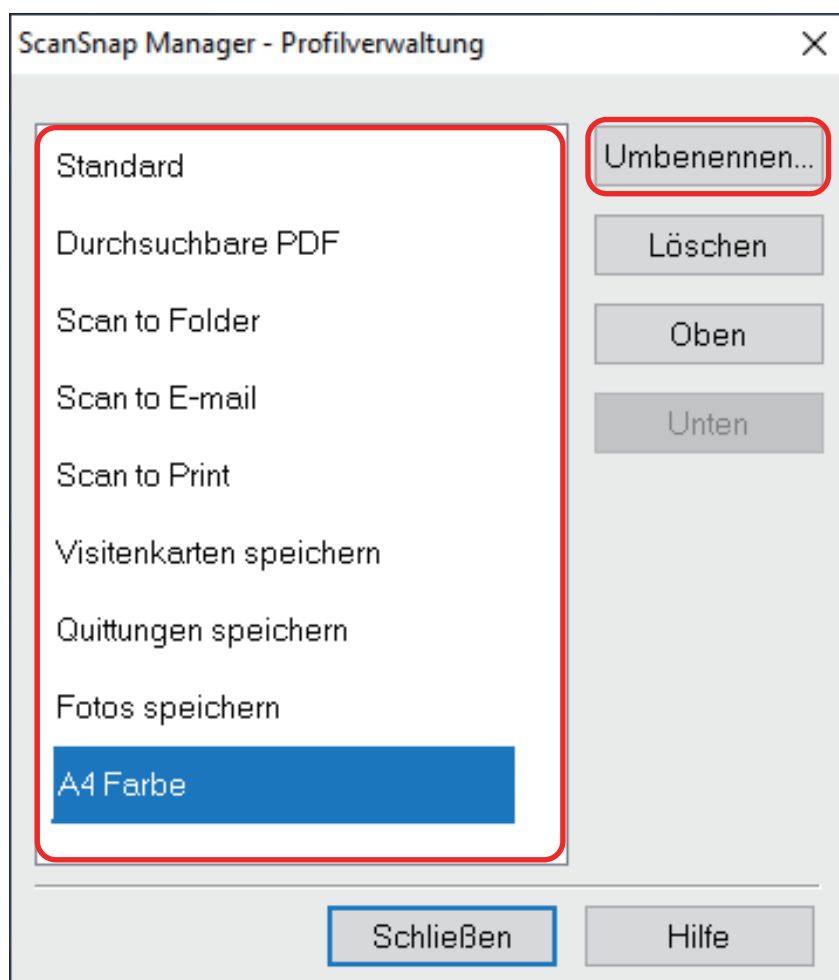 ScanSnap Manager - Profilverwaltung
Standard
Durchsuchbare PDF
Scan to Folder
Scan to E-mail
Scan to Print
Visitenkarten speichern
Quittungen speichern
Fotos speichern
A4 Farbe
Umbenennen...
Löschen
Oben
Unten
Schließen
Hilfe